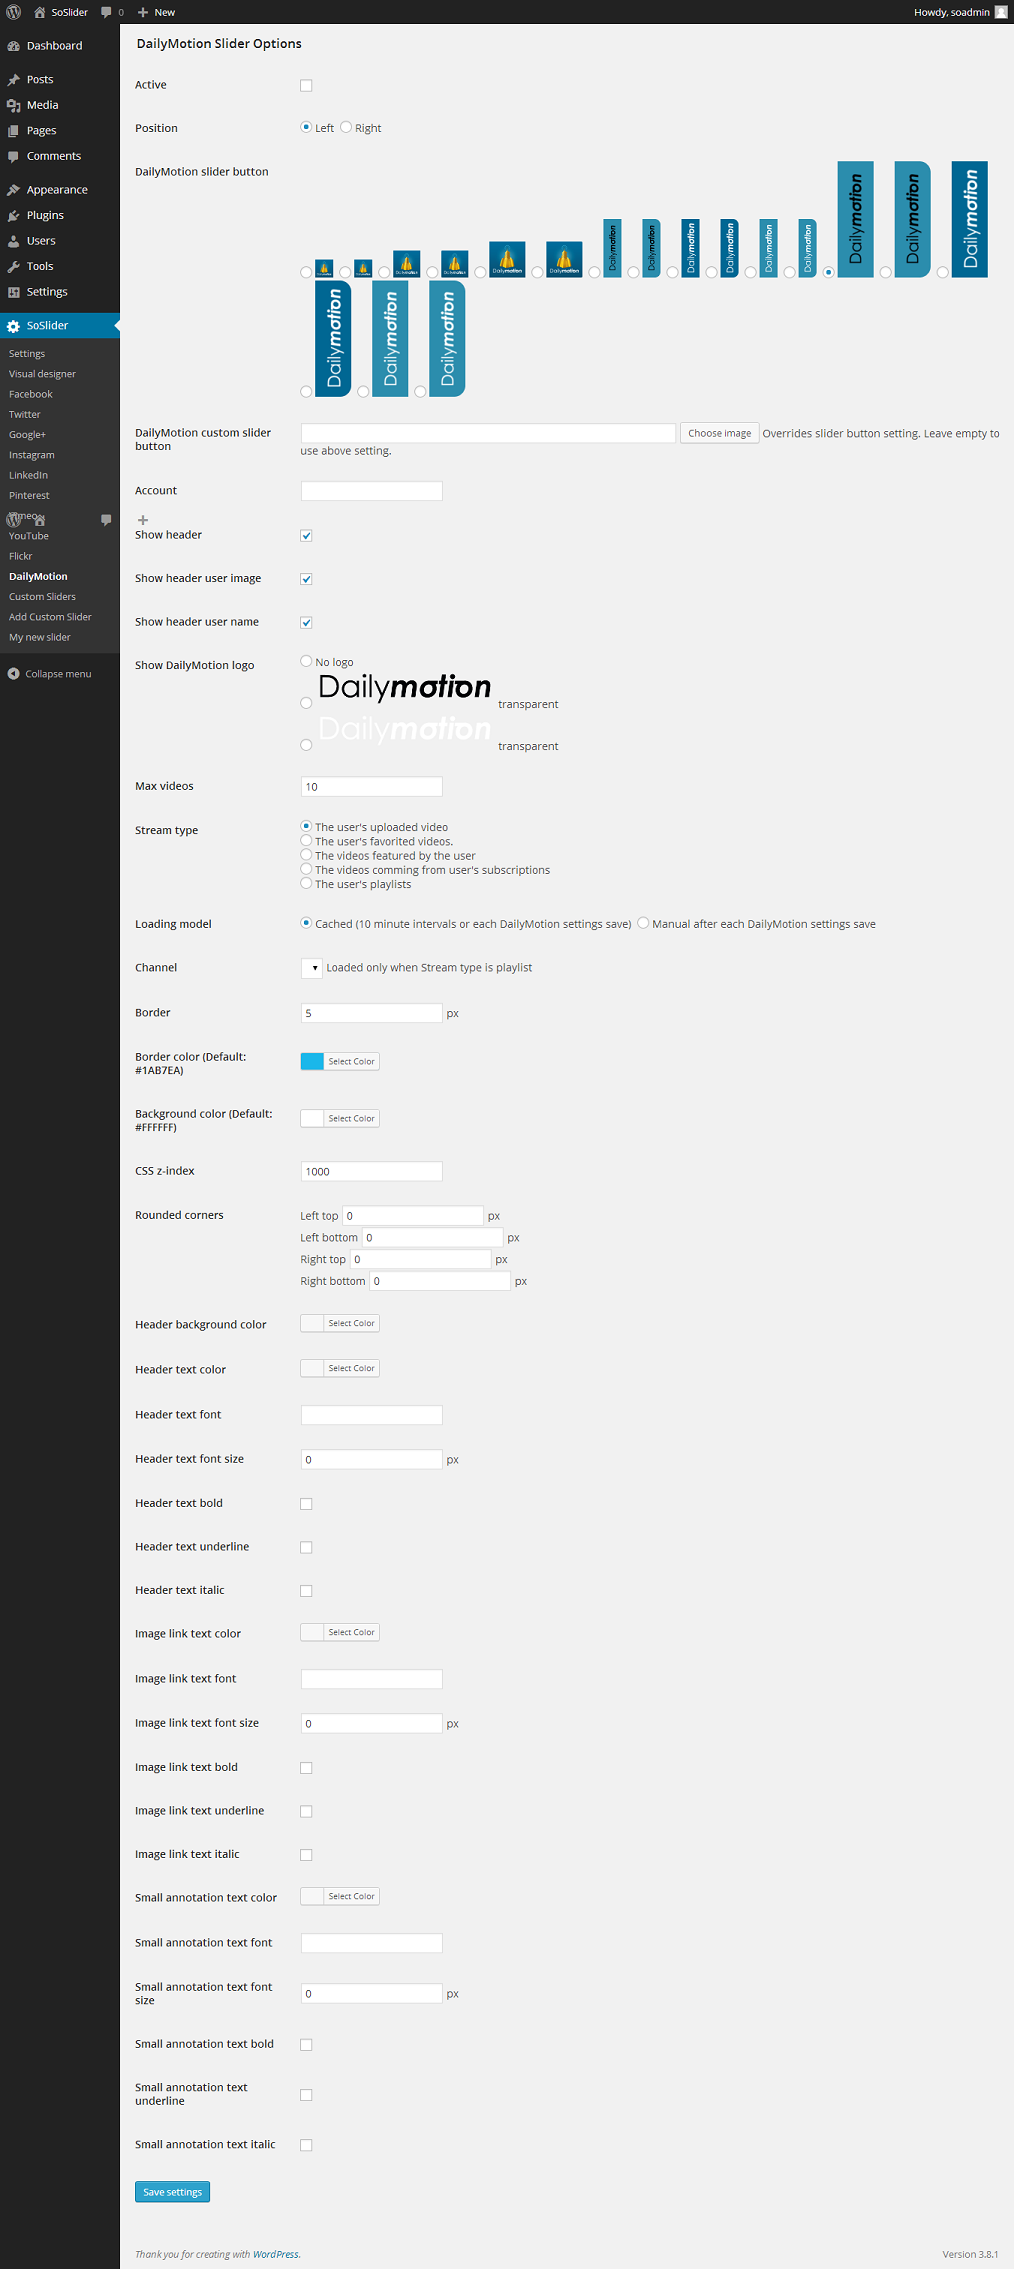 SoSlider 0 New Howdy, soadmin
Dashboard
Posts
Media
Pages
Comments
Appearance
Plugins
Users
Tools
Settings
SoSlider
Settings
Visual designer
Facebook
Twitter
Google+
Instagram
LinkedIn
Pinterest
Vimeo
YouTube
Flickr
DailyMotion
Custom Sliders
Add Custom Slider
My new slider
Collapse menu
DailyMotion Slider Options
Active
Position Left Right
DailyMotion slider button
Dailymotion Dailymotion Dailymotion Dailymotion Dailymotion Dailymotion Dailymotion Dailymotion Dailymotion Dailymotion Dailymotion Dailymotion Dailymotion Dailymotion Dailymotion
Dailymotion Dailymotion Dailymotion
DailyMotion custom slider
button
Choose image Overrides slider button setting. Leave empty to
use above setting.
Account
Show header
Show header user image
Show header user name
Show DailyMotion logo No logo
Dailymotion transparent
Dailymotion transparent
Max videos 10
Stream type The user's uploaded video
The user's favorited videos.
The videos featured by the user
The videos comming from user's subscriptions
The user's playlists
Loading model Cached (10 minute intervals or each DailyMotion settings save) Manual after each DailyMotion settings save
Channel Loaded only when Stream type is playlist
Border 5 px
Border color (Default:
#1AB7EA)
Select Color
Background color (Default:
#FFFFFF)
Select Color
CSS z-index 1000
Rounded corners Left top 0 px
Left bottom 0 px
Right top 0 px
Right bottom 0 px
Header background color Select Color
Header text color Select Color
Header text font
Header text font size 0 px
Header text bold
Header text underline
Header text italic
Image link text color Select Color
Image link text font
Image link text font size 0 px
Image link text bold
Image link text underline
Image link text italic
Small annotation text color Select Color
Small annotation text font
Small annotation text font
size
0 px
Small annotation text bold
Small annotation text
underline
Small annotation text italic
Save settings
Thank you for creating with WordPress. Version 3.8.1